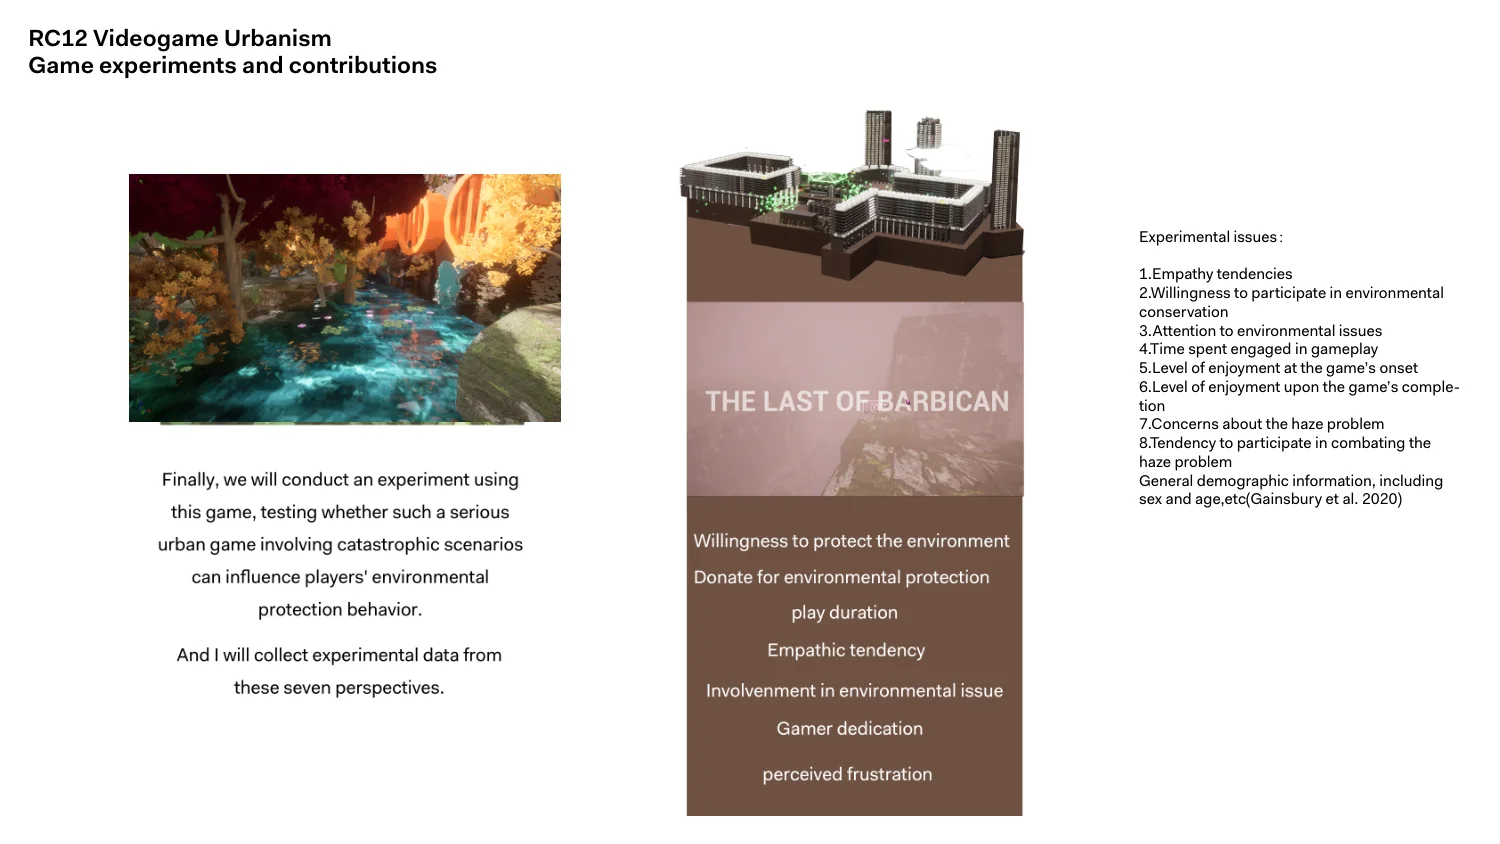 RC12 Videogame Urbanism
Game experiments and contributions
Finally, we will conduct an experiment using
this game, testing whether such a serious
urban game involving catastrophic scenarios
can influence players' environmental
protection behavior.
And I will collect experimental data from
these seven perspectives.
THE LAST OF BARBICAN
Willingness to protect the environment
Donate for environmental protection
play duration
Empathic tendency
Involvenment in environmental issue
Gamer dedication
perceived frustration
Experimental issues:
1.Empathy tendencies
2.Willingness to participate in environmental
conservation
3.Attention to environmental issues
4.Time spent engaged in gameplay
5.Level of enjoyment at the game's onset
6.Level of enjoyment upon the game's comple-
tion
7.Concerns about the haze problem
8.Tendency to participate in combating the
haze problem
General demographic information, including
sex and age,etc(Gainsbury et al. 2020)